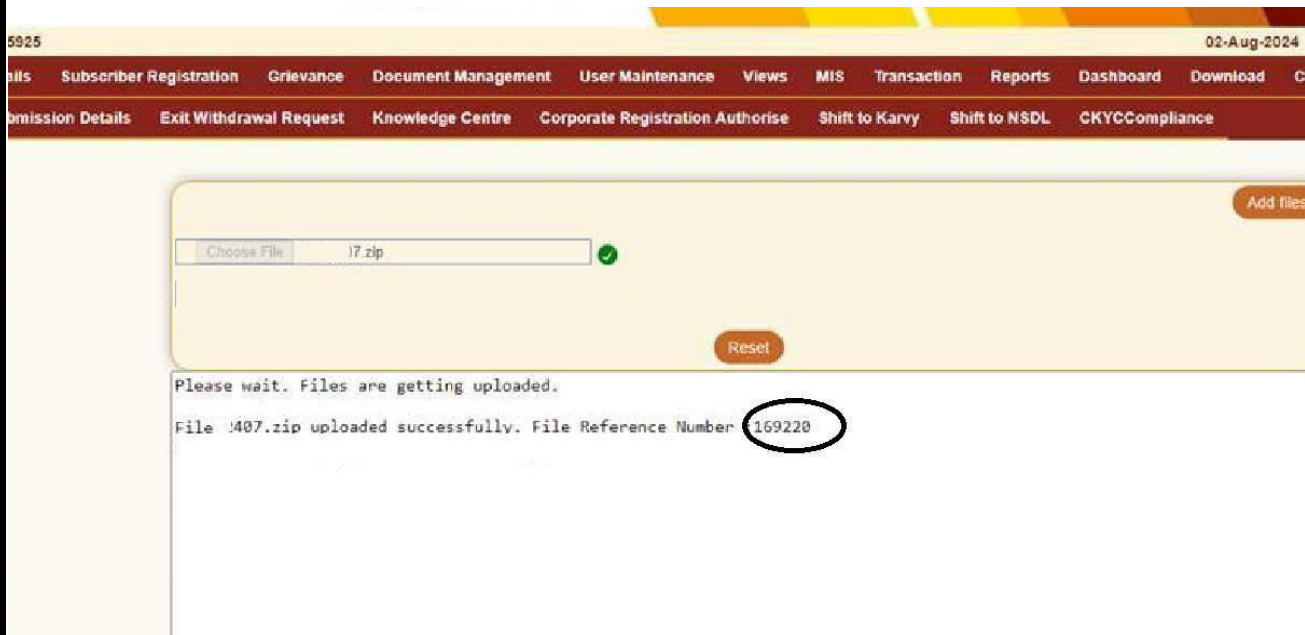 5925 02-Aug-2024
ails Subscriber Registration Grievance Document Management User Maintenance Views MIS Transaction Reports Dashboard Download C
bmission Details Exit Withdrawal Request Knowledge Centre Corporate Registration Authorise Shift to Karvy Shift to NSDL CKYCCompliance
Add files
Choose File 7.zip
Reset
Please wait. Files are getting uploaded.
File 407.zip uploaded successfully. File Reference Number 169220